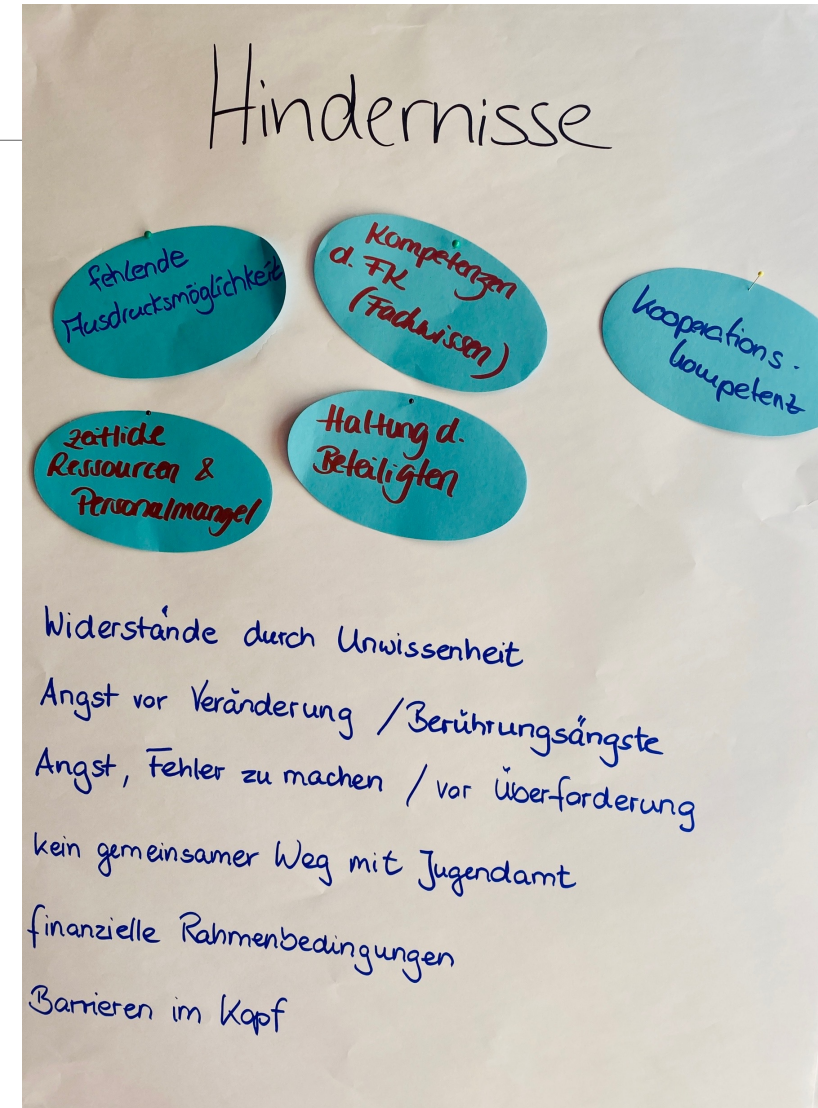 Hindernisse
fehlende
Ausdrucksmöglichkeit
Kompetenzen
d. FK
(Fachwissen)
Kooperations-
kompetenz
zeitliche
Ressourcen &
Personalmangel
Haltung d.
Beteiligten
Widerstände durch Unwissenheit
Angst vor Veränderung / Berührungsängste
Angst, Fehler zu machen / vor Überforderung
kein gemeinsamer Weg mit Jugendamt
finanzielle Rahmenbedingungen
Barrieren im Kopf